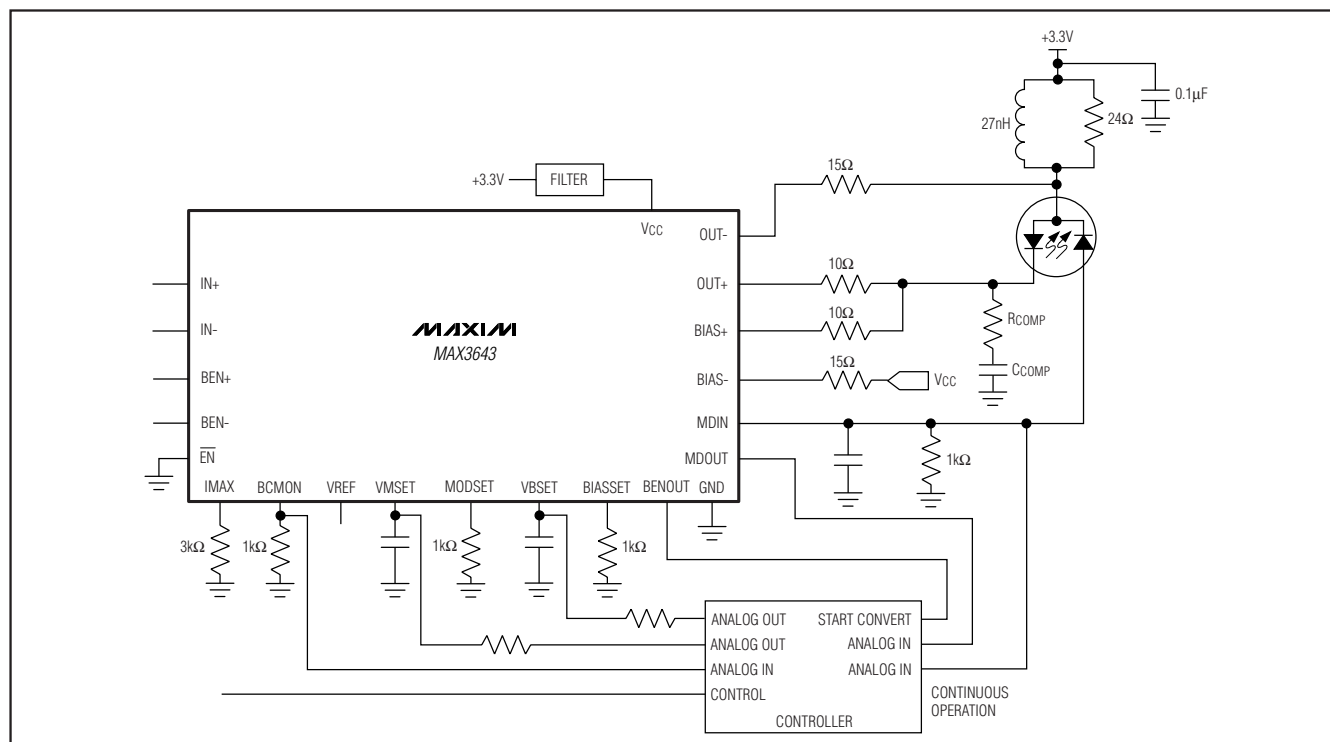 +3.3V
0.1µF
27nH
24Ω
15Ω
+3.3V
FILTER
VCC
OUT-
10Ω
IN+
OUT+
RCOMP
10Ω
IN-
BIAS+
MAXIM
MAX3643
15Ω
CCOMP
BEN+
BIAS-
VCC
BEN-
MDIN
EN
MDOUT
1kΩ
IMAX
BCMON
VREF
VMSET
MODSET
VBSET
BIASSET
BENOUT
GND
3kΩ
1kΩ
1kΩ
1kΩ
ANALOG OUT
START CONVERT
ANALOG OUT
ANALOG IN
ANALOG IN
ANALOG IN
CONTROL
CONTINUOUS
OPERATION
CONTROLLER